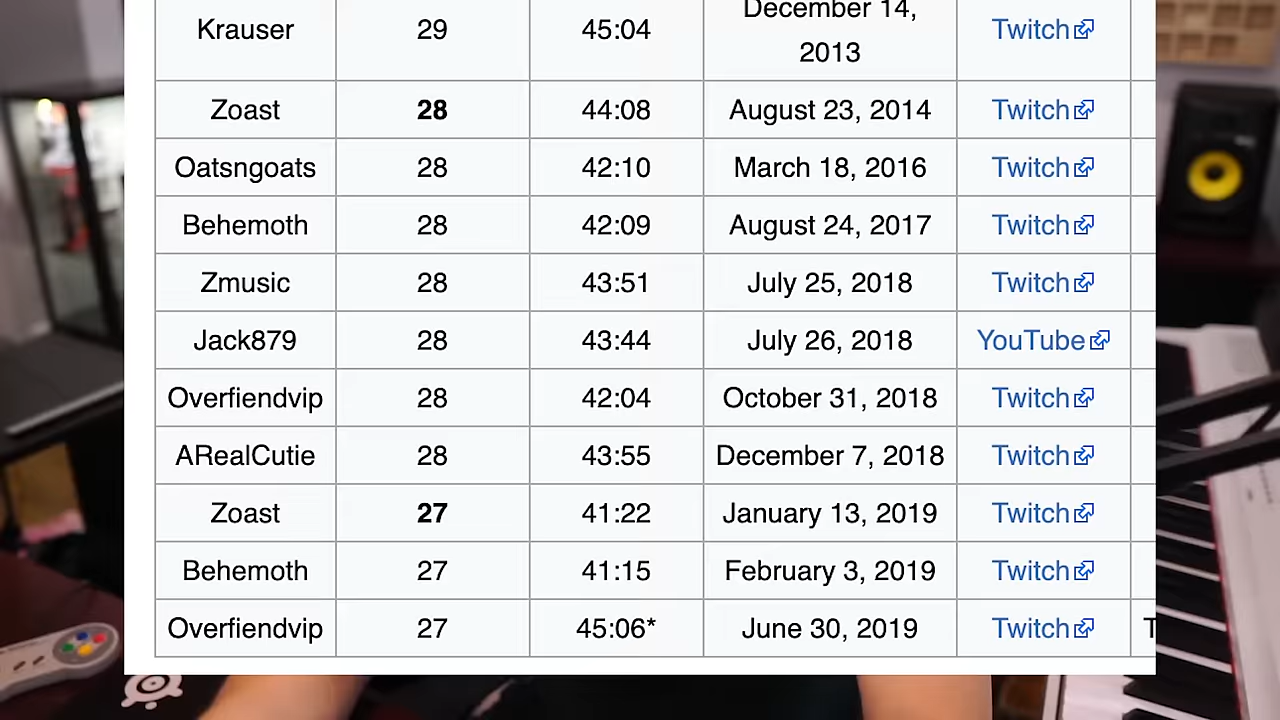 Krauser 29 45:04 December 14, 2013 Twitch
Zoast 28 44:08 August 23, 2014 Twitch
Oatsngoats 28 42:10 March 18, 2016 Twitch
Behemoth 28 42:09 August 24, 2017 Twitch
Zmusic 28 43:51 July 25, 2018 Twitch
Jack879 28 43:44 July 26, 2018 YouTube
Overfiendvip 28 42:04 October 31, 2018 Twitch
ARealCutie 28 43:55 December 7, 2018 Twitch
Zoast 27 41:22 January 13, 2019 Twitch
Behemoth 27 41:15 February 3, 2019 Twitch
Overfiendvip 27 45:06* June 30, 2019 Twitch